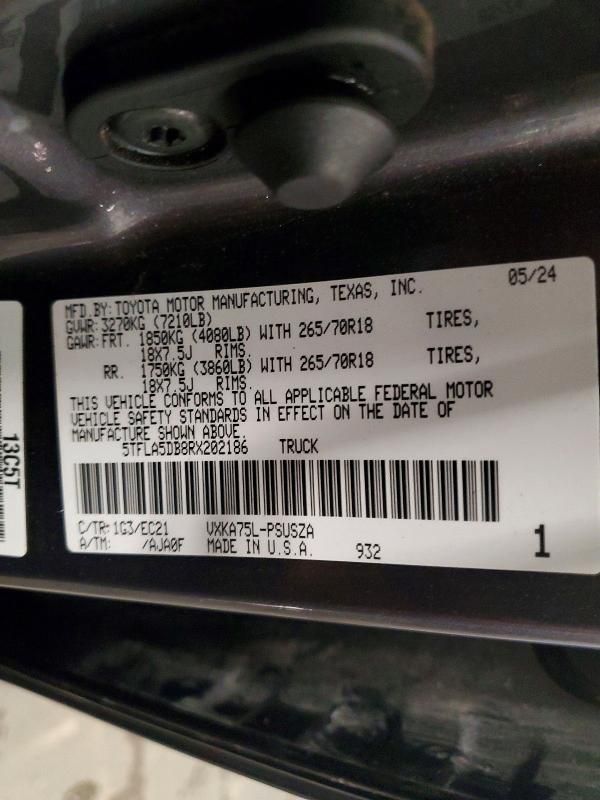 MFD.BY: TOYOTA MOTOR MANUFACTURING, TEXAS, INC. 05/24
GVWR: 3270KG (7210LB)
GAWR: FRT. 1850KG (4080LB) WITH 265/70R18 TIRES,
18X7.5J RIMS.
RR. 1750KG (3860LB) WITH 265/70R18 TIRES,
18X7.5J RIMS.
THIS VEHICLE CONFORMS TO ALL APPLICABLE FEDERAL MOTOR
VEHICLE SAFETY STANDARDS IN EFFECT ON THE DATE OF
MANUFACTURE SHOWN ABOVE.
5TFLA5DB8RX202186 TRUCK
C/TR: 1G3/EC21 VXKA75L-PSUSZA
A/TM: /AJA0F MADE IN U.S.A. 932 1
13C5T